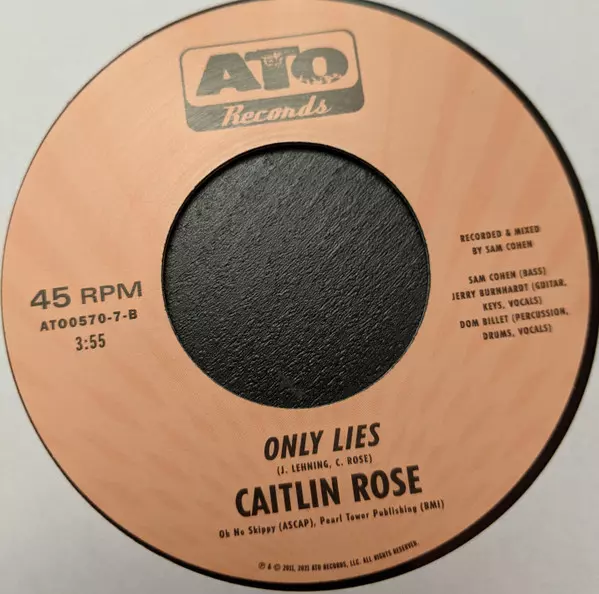 ATO
Records
45 RPM
ATO0570-7-B
3:55
RECORDED & MIXED
BY SAM COHEN
SAM COHEN (BASS)
JERRY BURNHARDT (GUITAR,
KEYS, VOCALS)
DOM BILLET (PERCUSSION,
DRUMS, VOCALS)
ONLY LIES
(J. LEHNING, C. ROSE)
CAITLIN ROSE
Oh No Skippy (ASCAP), Pearl Tower Publishing (BMI)
℗ & © 2021 ATO RECORDS, LLC. ALL RIGHTS RESERVED.